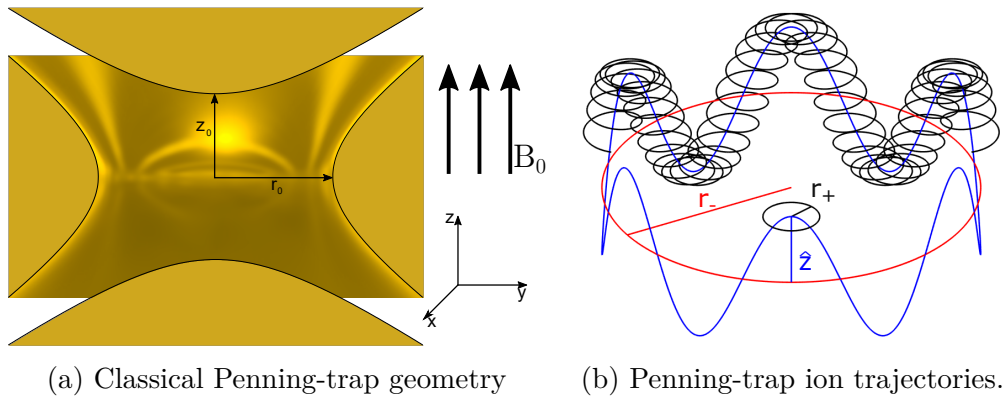 z₀
r₀
B₀
z
y
x
r₋
r₊
ẑ
(a) Classical Penning-trap geometry
(b) Penning-trap ion trajectories.